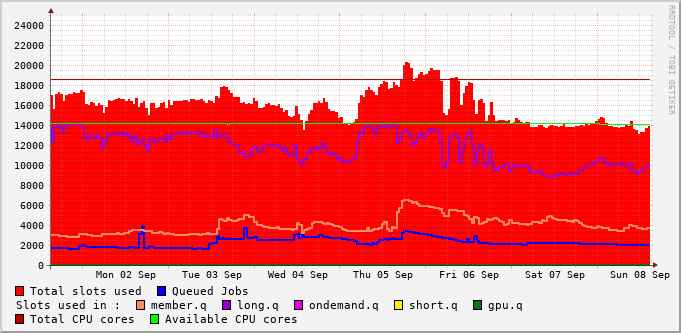 24000
22000
20000
18000
16000
14000
12000
10000
8000
6000
4000
2000
0
Mon 02 Sep Tue 03 Sep Wed 04 Sep Thu 05 Sep Fri 06 Sep Sat 07 Sep Sun 08 Sep
Total slots used Queued Jobs
Slots used in : member.q long.q ondemand.q short.q gpu.q
Total CPU cores Available CPU cores
RRDTOOL / TOBI OETIKER